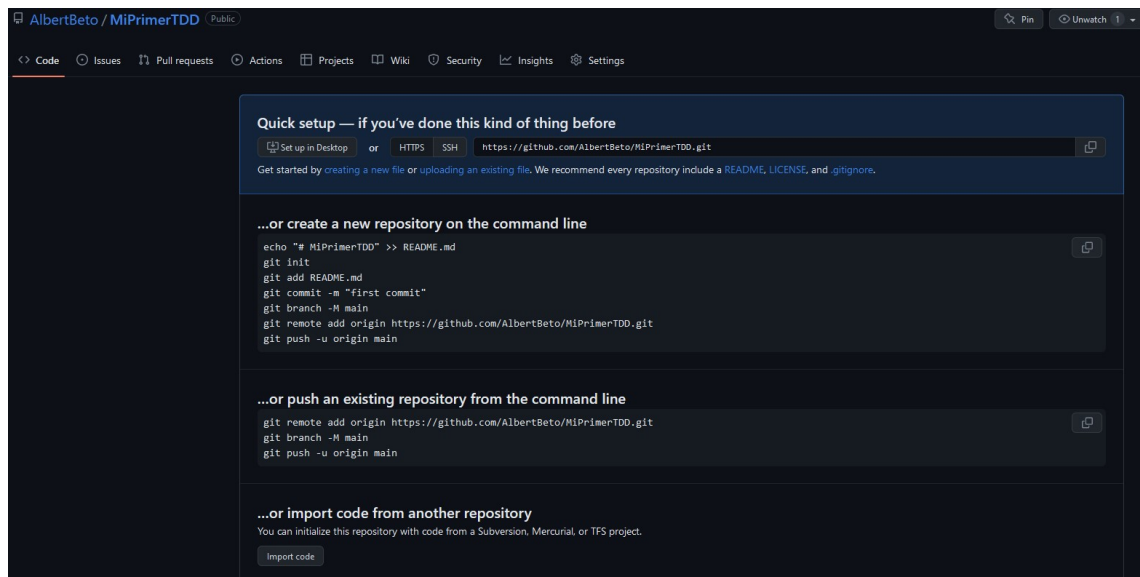 AlbertBeto / MiPrimerTDD Public
Pin
Unwatch 1
Code Issues Pull requests Actions Projects Wiki Security Insights Settings
Quick setup — if you've done this kind of thing before
Set up in Desktop or HTTPS SSH https://github.com/AlbertBeto/MiPrimerTDD.git
Get started by creating a new file or uploading an existing file. We recommend every repository include a README, LICENSE, and .gitignore.
...or create a new repository on the command line
echo "# MiPrimerTDD" >> README.md
git init
git add README.md
git commit -m "first commit"
git branch -M main
git remote add origin https://github.com/AlbertBeto/MiPrimerTDD.git
git push -u origin main
...or push an existing repository from the command line
git remote add origin https://github.com/AlbertBeto/MiPrimerTDD.git
git branch -M main
git push -u origin main
...or import code from another repository
You can initialize this repository with code from a Subversion, Mercurial, or TFS project.
Import code